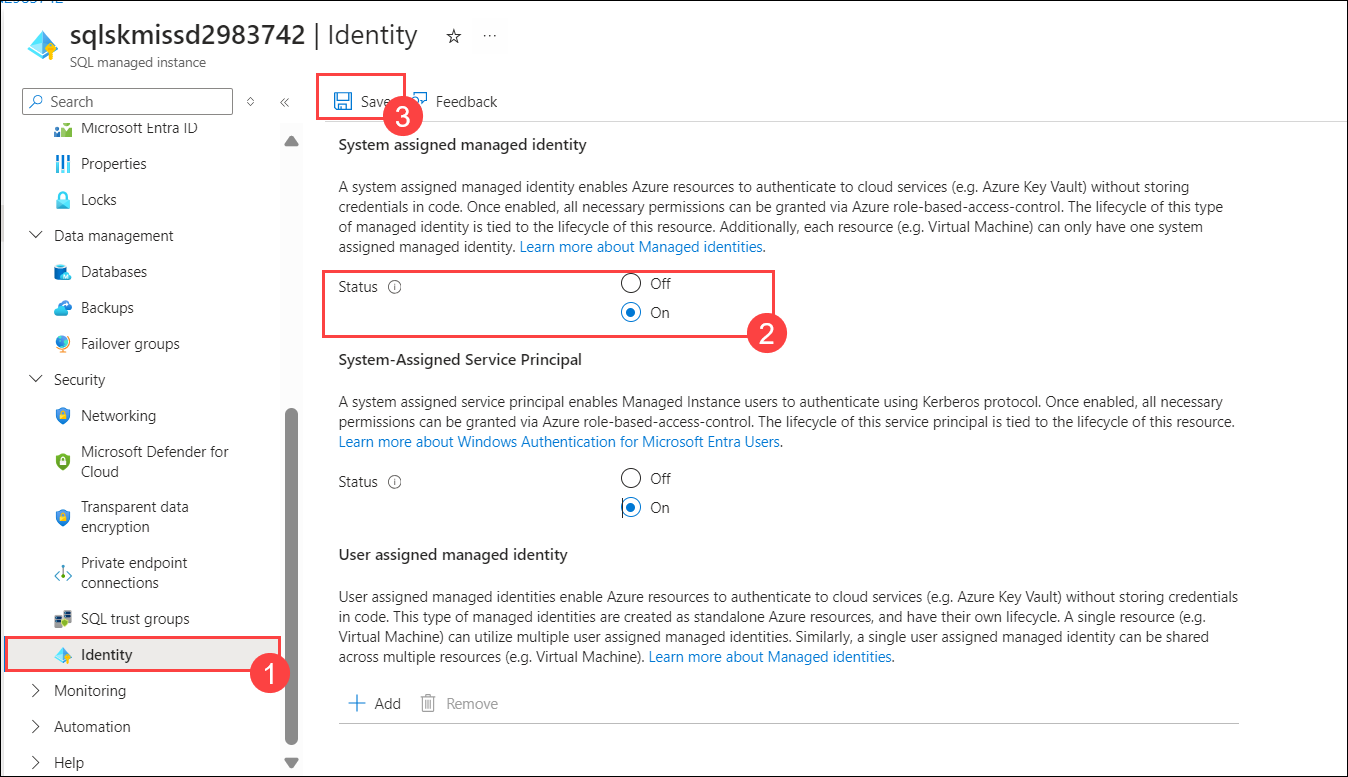 sqlskmissd2983742 | Identity
SQL managed instance
Search
Microsoft Entra ID
Properties
Locks
Data management
Databases
Backups
Failover groups
Security
Networking
Microsoft Defender for
Cloud
Transparent data
encryption
Private endpoint
connections
SQL trust groups
Identity
1
Monitoring
Automation
Help
Save
3
Feedback
System assigned managed identity
A system assigned managed identity enables Azure resources to authenticate to cloud services (e.g. Azure Key Vault) without storing
credentials in code. Once enabled, all necessary permissions can be granted via Azure role-based-access-control. The lifecycle of this type
of managed identity is tied to the lifecycle of this resource. Additionally, each resource (e.g. Virtual Machine) can only have one system
assigned managed identity. Learn more about Managed identities.
Status
Off
On
2
System-Assigned Service Principal
A system assigned service principal enables Managed Instance users to authenticate using Kerberos protocol. Once enabled, all necessary
permissions can be granted via Azure role-based-access-control. The lifecycle of this service principal is tied to the lifecycle of this resource.
Learn more about Windows Authentication for Microsoft Entra Users.
Status
Off
On
User assigned managed identity
User assigned managed identities enable Azure resources to authenticate to cloud services (e.g. Azure Key Vault) without storing credentials
in code. This type of managed identities are created as standalone Azure resources, and have their own lifecycle. A single resource (e.g.
Virtual Machine) can utilize multiple user assigned managed identities. Similarly, a single user assigned managed identity can be shared
across multiple resources (e.g. Virtual Machine). Learn more about Managed identities.
Add
Remove